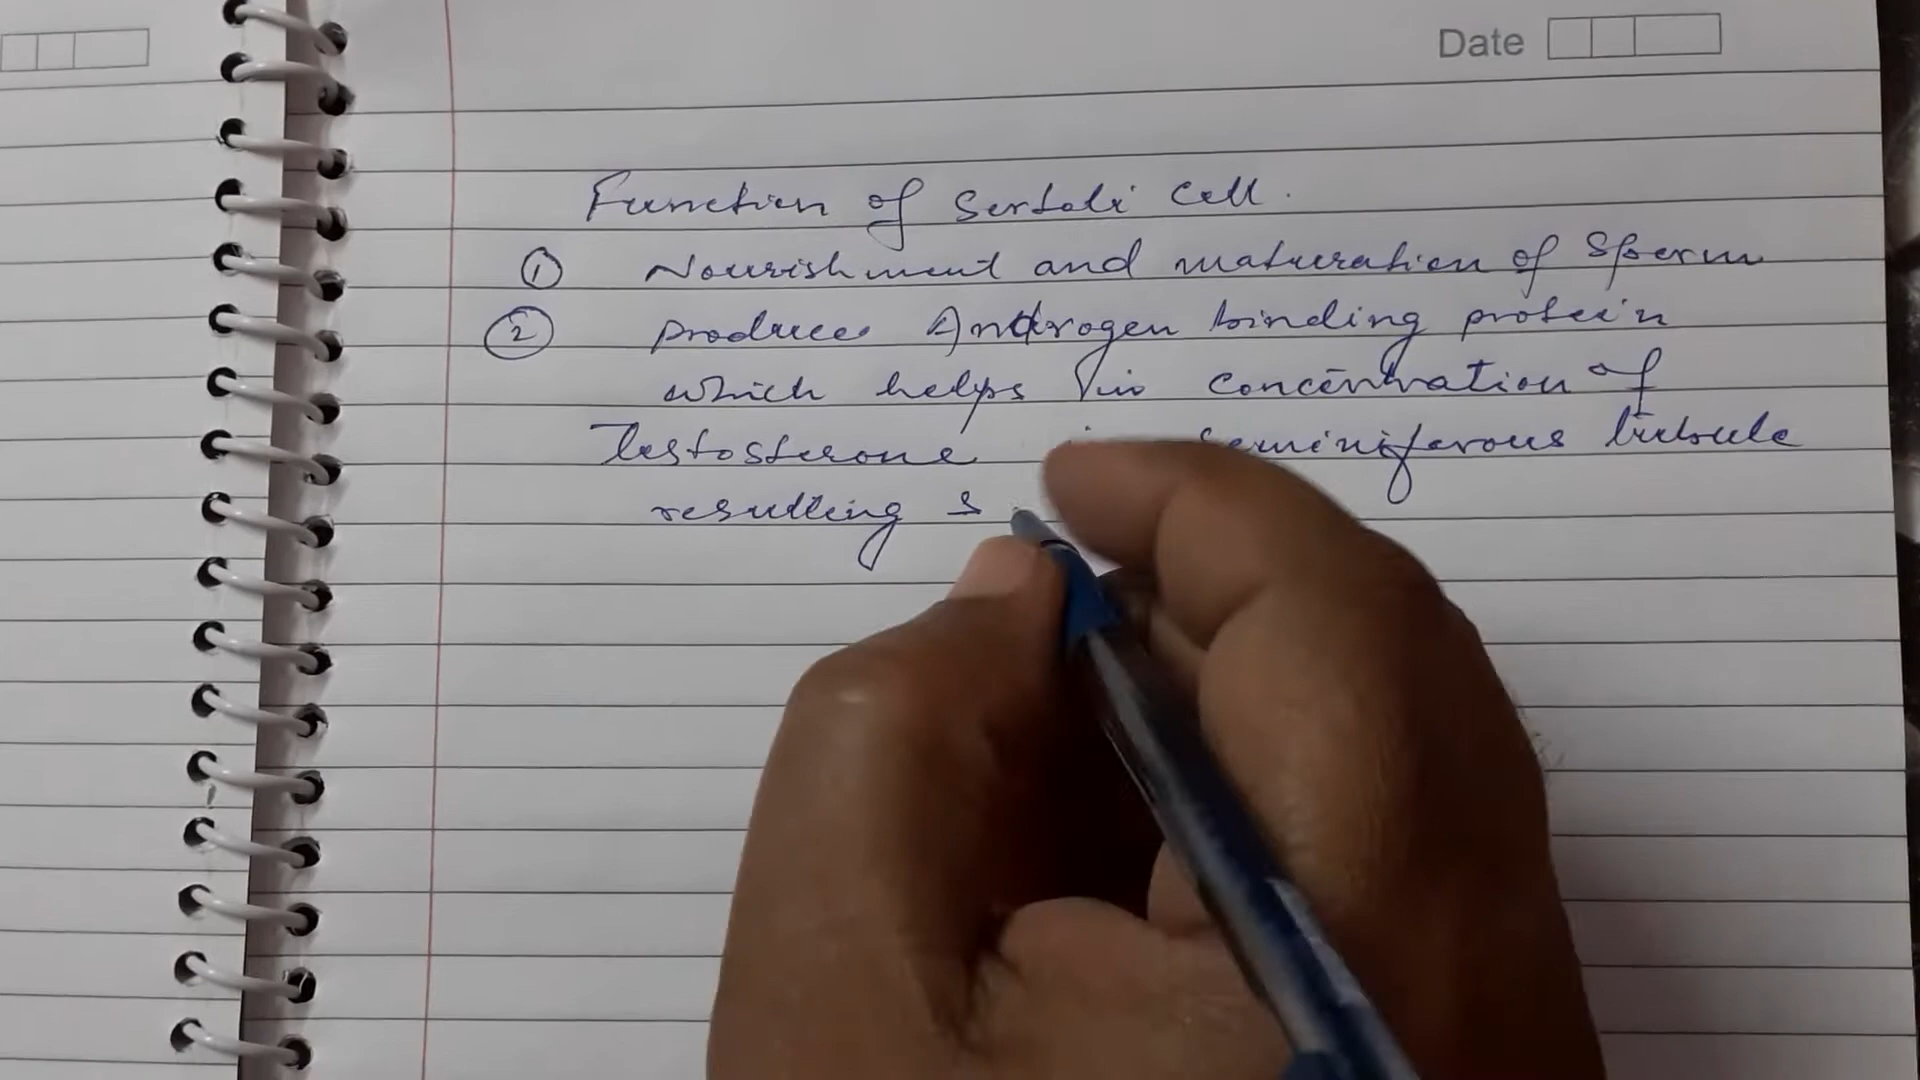 Date
Function of Sertoli Cell.
① Nourishment and maturation of Sperm
② produces Androgen binding protein
which helps in concentration of
Testosterone seminiferous tubule
resulting s